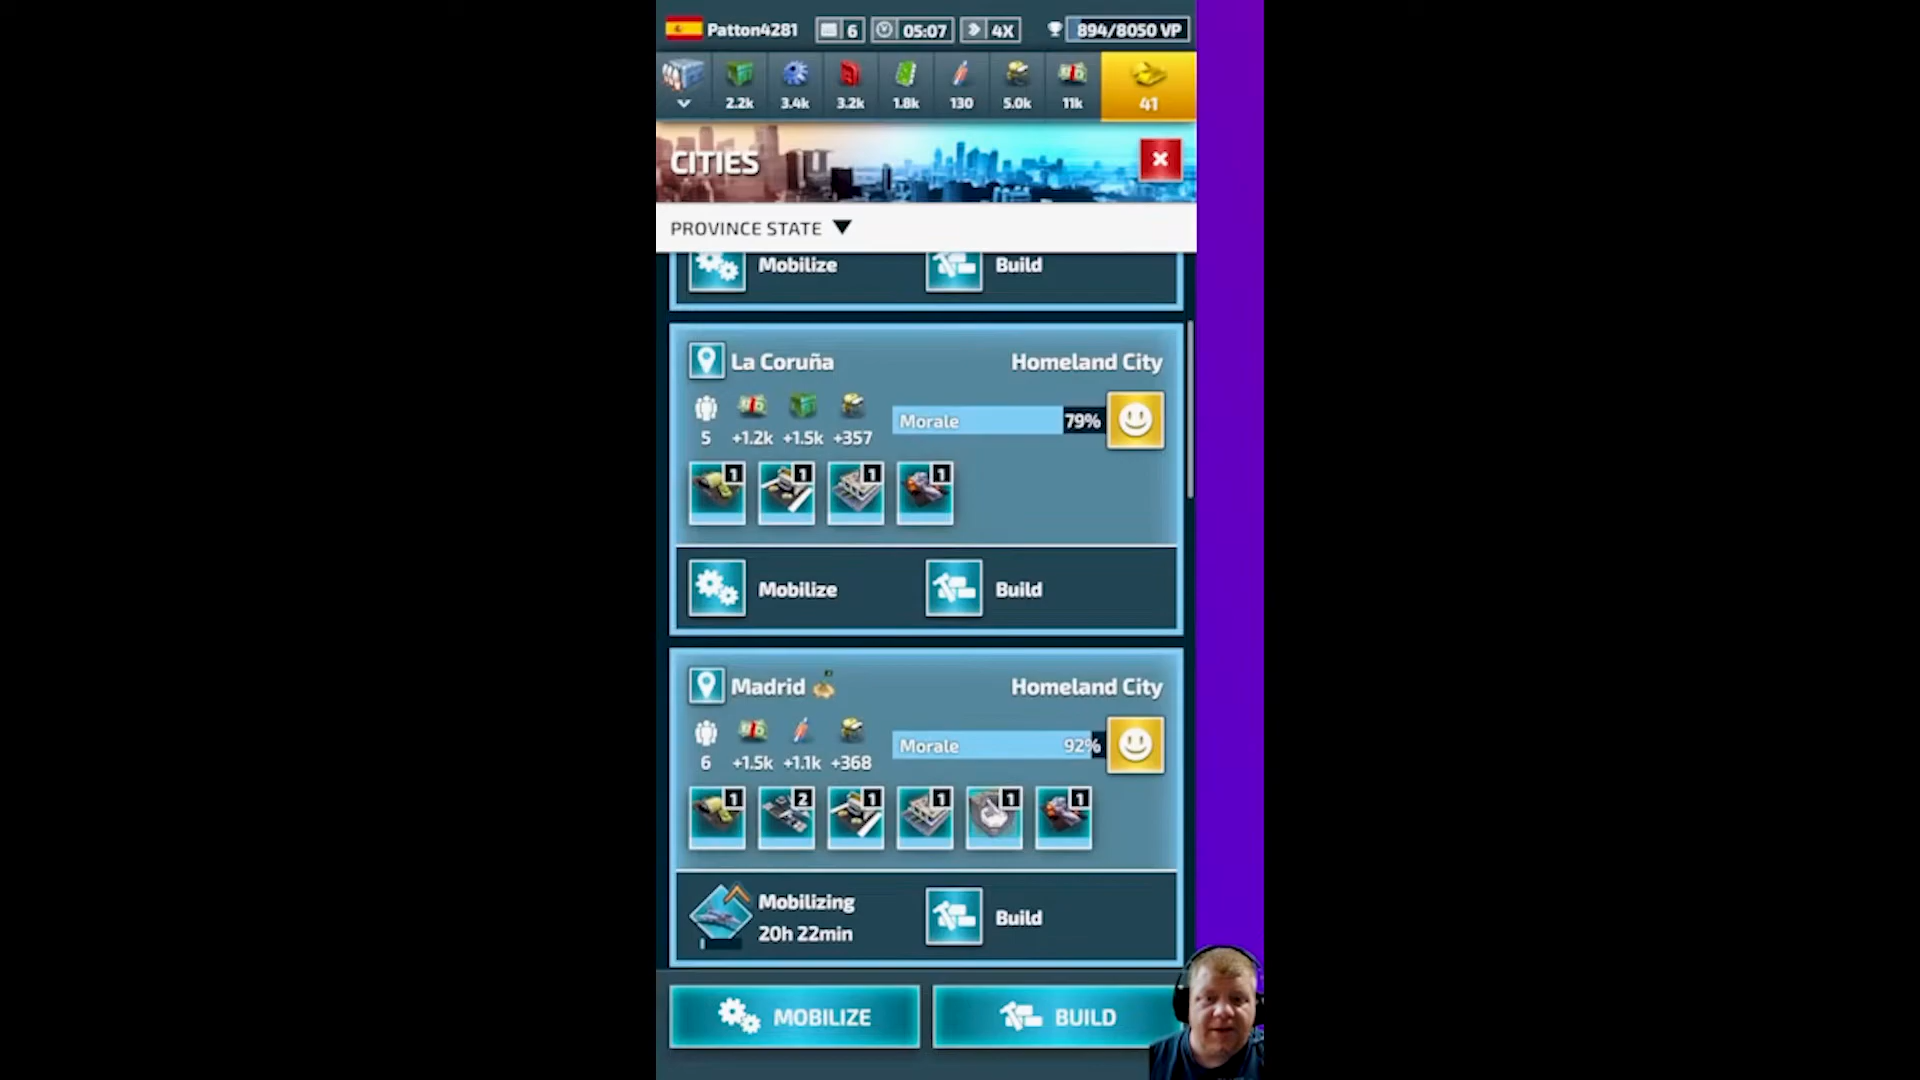 Patton4281 6 05:07 4X 894/8050 VP
2.2k 3.4k 3.2k 1.8k 130 5.0k 11k 41
CITIES
PROVINCE STATE
Mobilize Build
La Coruña Homeland City
Morale 79%
5 +1.2k +1.5k +357
1 1 1 1
Mobilize Build
Madrid Homeland City
Morale 92%
6 +1.5k +1.1k +368
1 2 1 1 1 1
Mobilizing
20h 22min
Build
MOBILIZE BUILD